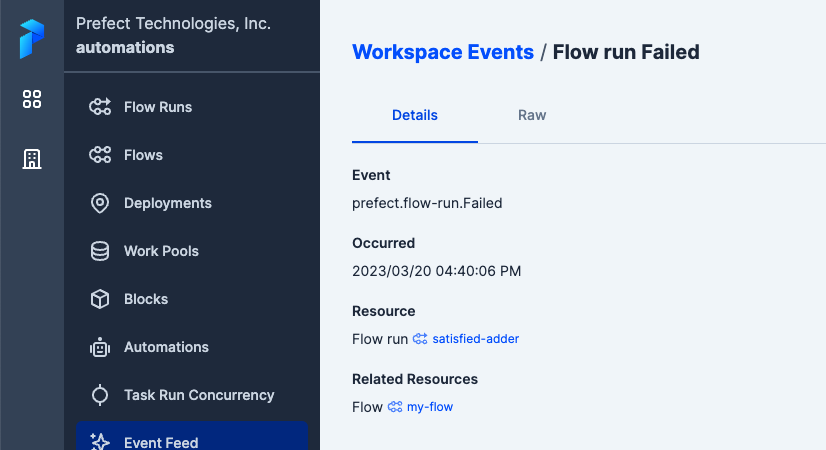 Prefect Technologies, Inc.
automations
Flow Runs
Flows
Deployments
Work Pools
Blocks
Automations
Task Run Concurrency
Event Feed
Workspace Events / Flow run Failed
Details Raw
Event
prefect.flow-run.Failed
Occurred
2023/03/20 04:40:06 PM
Resource
Flow run satisfied-adder
Related Resources
Flow my-flow